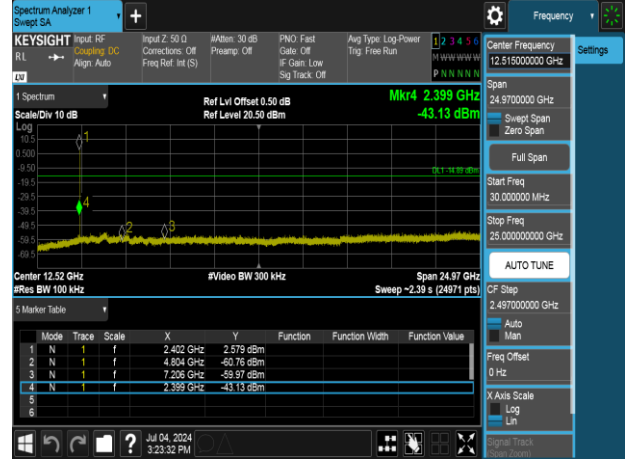 Spectrum Analyzer 1
Swept SA
Frequency
KEYSIGHT Input: RF Input Z: 50 Ω #Atten: 30 dB PNO: Fast Avg Type: Log-Power 1 2 3 4 5 6
RL Coupling: DC Corrections: Off Preamp: Off Gate: Off Trig: Free Run M W W W W W
Align: Auto Freq Ref: Int (S) IF Gain: Low
Sig Track: Off P N N N N N
LXI
1 Spectrum
Scale/Div 10 dB
Ref Lvl Offset 0.50 dB
Ref Level 20.50 dBm
Mkr4 2.399 GHz
-43.13 dBm
Log
10.5
0.500
-9.50
-19.5
-29.5
-39.5
-49.5
-59.5
-69.5
1
4
2
3
Center 12.52 GHz #Video BW 300 kHz Span 24.97 GHz
#Res BW 100 kHz Sweep ~2.39 s (24971 pts)
5 Marker Table
Mode Trace Scale X Y Function Function Width Function Value
1 N 1 f 2.402 GHz 2.579 dBm
2 N 1 f 4.804 GHz -60.76 dBm
3 N 1 f 7.206 GHz -59.97 dBm
4 N 1 f 2.399 GHz -43.13 dBm
5
6
?
Jul 04, 2024
3:23:32 PM
Center Frequency
12.515000000 GHz
Settings
Span
24.9700000 GHz
Swept Span
Zero Span
Full Span
Start Freq
30.000000 MHz
Stop Freq
25.000000000 GHz
AUTO TUNE
CF Step
2.497000000 GHz
Auto
Man
Freq Offset
0 Hz
X Axis Scale
Log
Lin
Signal Track
(Span Zoom)